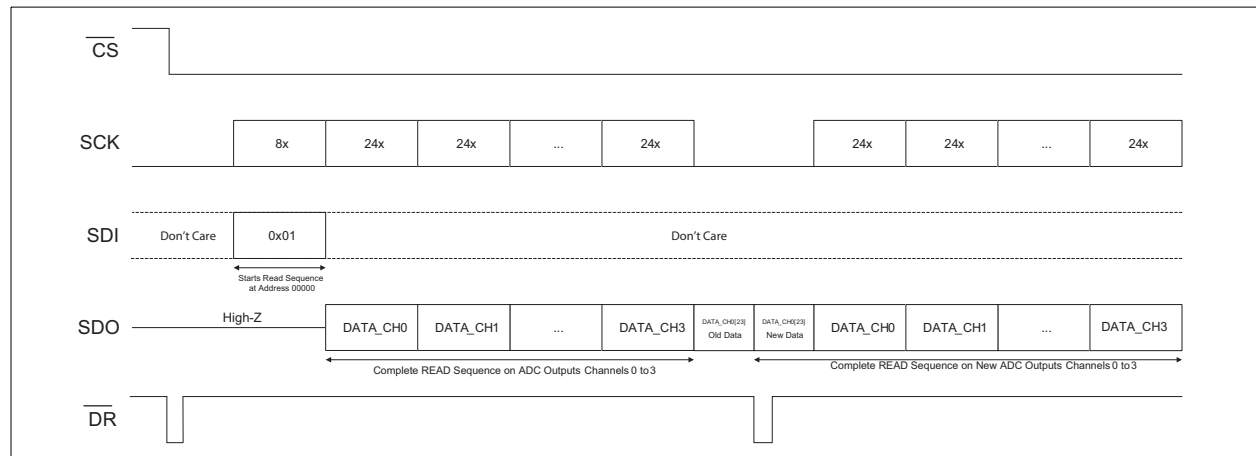 CS
SCK
8x 24x 24x ... 24x 24x 24x ... 24x
SDI
Don't Care 0x01 Don't Care
Starts Read Sequence
at Address 00000
SDO
High-Z DATA_CH0 DATA_CH1 ... DATA_CH3 DATA_CH0[23] DATA_CH0[23] DATA_CH0 DATA_CH1 ... DATA_CH3
Old Data New Data
Complete READ Sequence on ADC Outputs Channels 0 to 3 Complete READ Sequence on New ADC Outputs Channels 0 to 3
DR